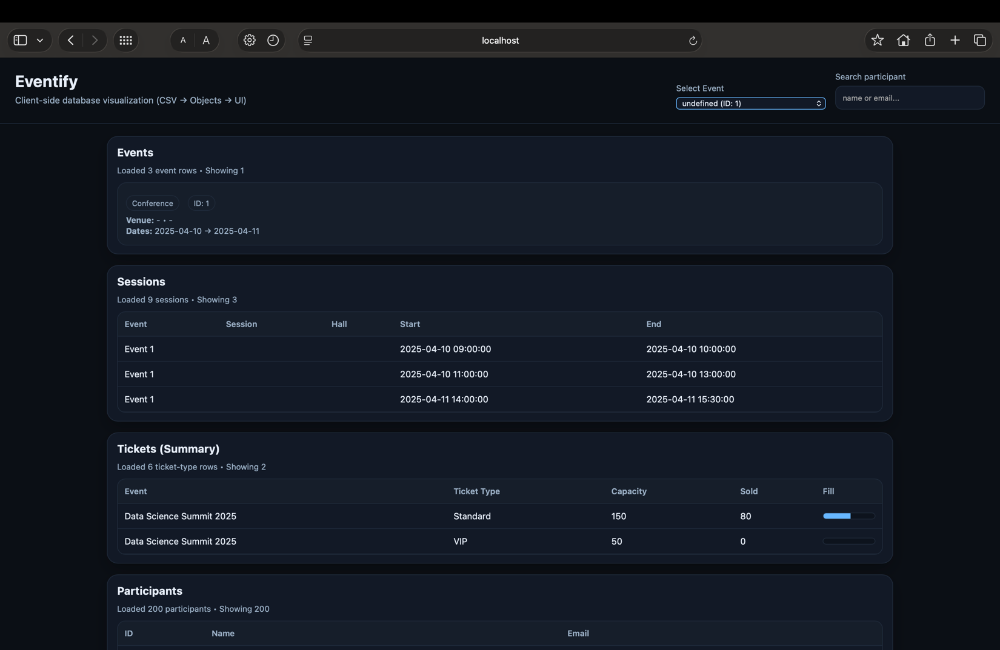 A A
localhost
Eventify
Client-side database visualization (CSV → Objects → UI)
Select Event
undefined (ID: 1)
Search participant
name or email...
Events
Loaded 3 event rows • Showing 1
Conference ID: 1
Venue: - • -
Dates: 2025-04-10 → 2025-04-11
Sessions
Loaded 9 sessions • Showing 3
Event Session Hall Start End
Event 1 2025-04-10 09:00:00 2025-04-10 10:00:00
Event 1 2025-04-10 11:00:00 2025-04-10 13:00:00
Event 1 2025-04-11 14:00:00 2025-04-11 15:30:00
Tickets (Summary)
Loaded 6 ticket-type rows • Showing 2
Event Ticket Type Capacity Sold Fill
Data Science Summit 2025 Standard 150 80
Data Science Summit 2025 VIP 50 0
Participants
Loaded 200 participants • Showing 200
ID Name Email